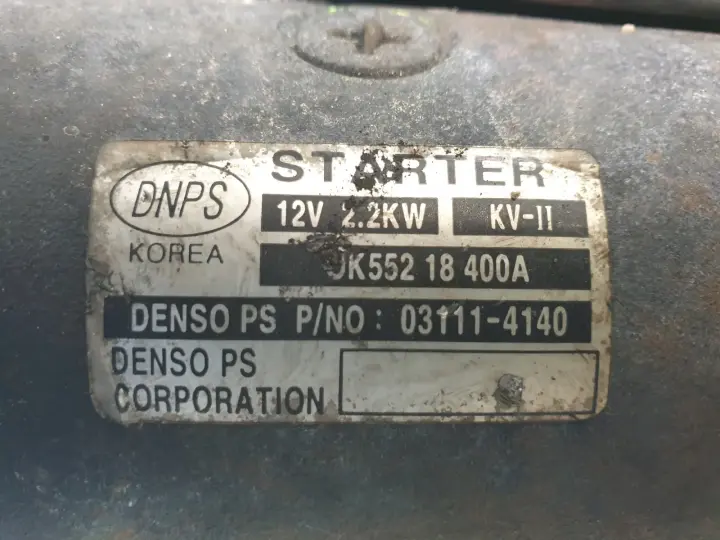 STARTER
DNPS
12V 2.2KW KV-II
KOREA
0K552 18 400A
DENSO PS P/NO : 03111-4140
DENSO PS
CORPORATION